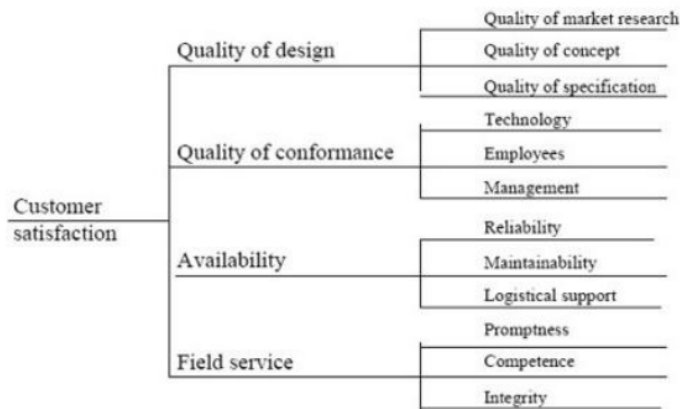 Quality of market research
Quality of design
Quality of concept
Quality of specification
Technology
Quality of conformance
Employees
Management
Customer
satisfaction
Reliability
Availability
Maintainability
Logistical support
Promptness
Field service
Competence
Integrity